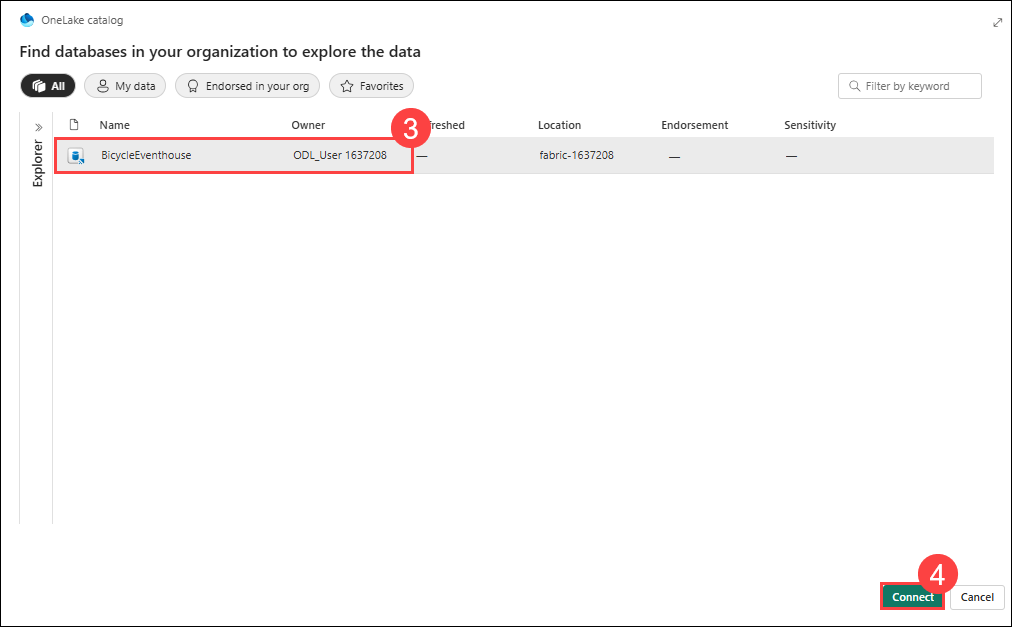 OneLake catalog
Find databases in your organization to explore the data
All My data Endorsed in your org Favorites Filter by keyword
Name Owner 3 freshed Location Endorsement Sensitivity
Explorer
BicycleEventhouse ODL_User 1637208 — fabric-1637208 — —
4
Connect Cancel